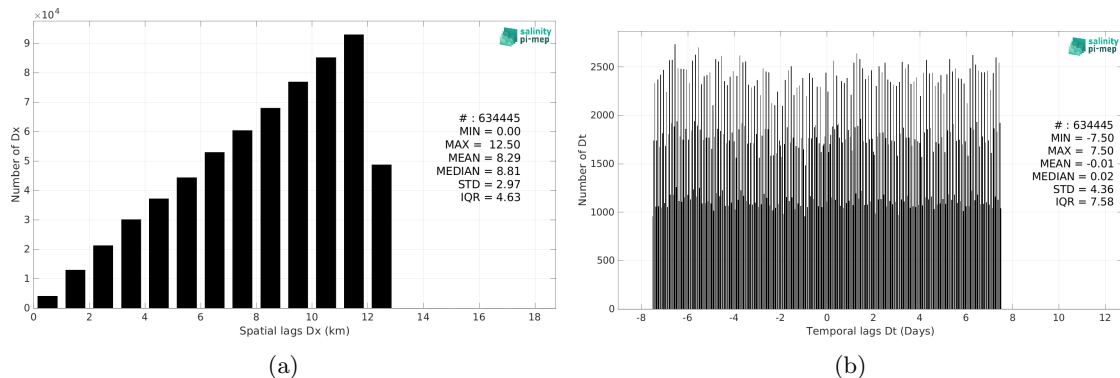 ×10⁴
9
8
7
6
5
4
3
2
1
0
Number of Dx
0 2 4 6 8 10 12 14 16 18
Spatial lags Dx (km)
salinity
pi-mep
# : 634445
MIN = 0.00
MAX = 12.50
MEAN = 8.29
MEDIAN = 8.81
STD = 2.97
IQR = 4.63
(a)
2500
2000
1500
1000
500
0
Number of Dt
-8 -6 -4 -2 0 2 4 6 8 10 12
Temporal lags Dt (Days)
salinity
pi-mep
# : 634445
MIN = -7.50
MAX = 7.50
MEAN = -0.01
MEDIAN = 0.02
STD = 4.36
IQR = 7.58
(b)